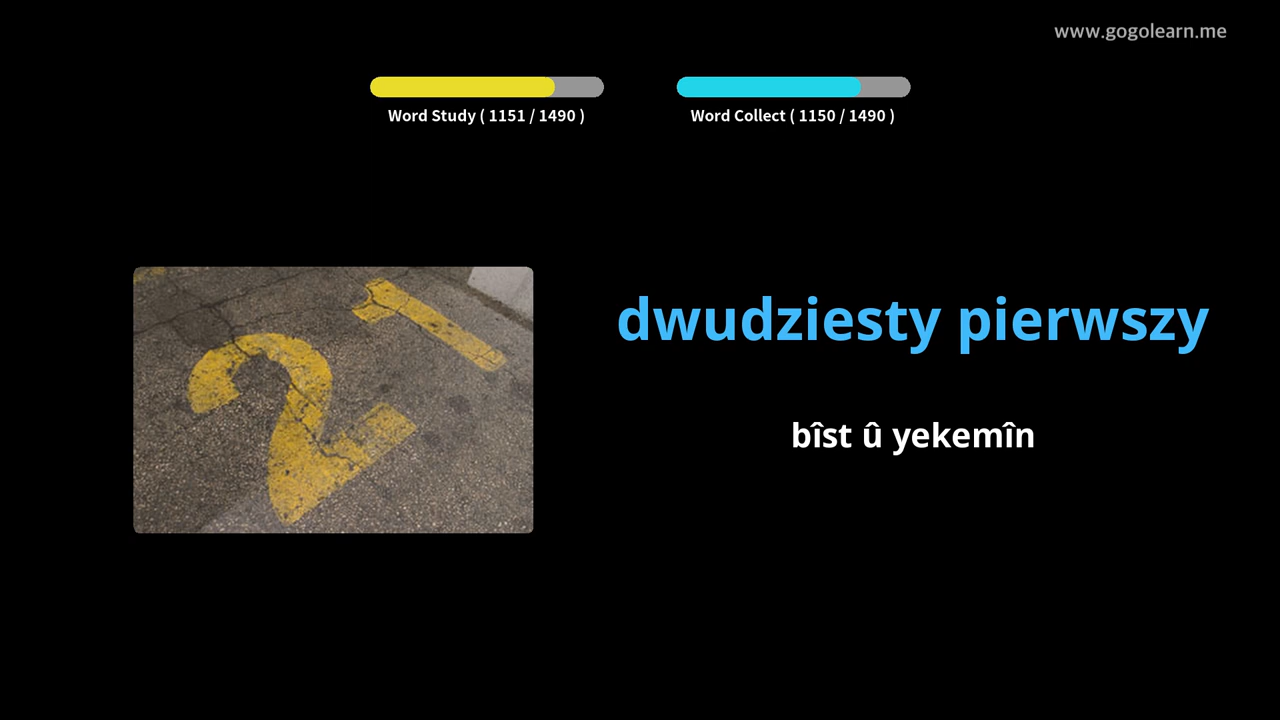 www.gogolearn.me
Word Study ( 1151 / 1490 )
Word Collect ( 1150 / 1490 )
21
dwudziesty pierwszy
bîst û yekemîn